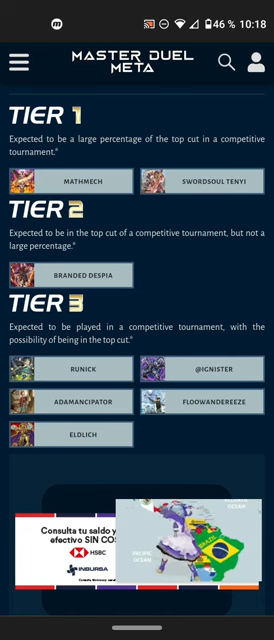 46 % 10:18
MASTER DUEL
META
TIER 1
Expected to be a large percentage of the top cut in a competitive
tournament.*
MATHMECH
SWORDSOUL TENYI
TIER 2
Expected to be in the top cut of a competitive tournament, but not a
large percentage.*
BRANDED DESPIA
TIER 3
Expected to be played in a competitive tournament, with the
possibility of being in the top cut.*
RUNICK
@IGNISTER
ADAMANCIPATOR
FLOOWANDEREEZE
ELDLICH
Consulta tu saldo y
efectivo SIN COS
HSBC
INBURSA
OCEAN
PACIFIC
OCEAN
BRAZIL